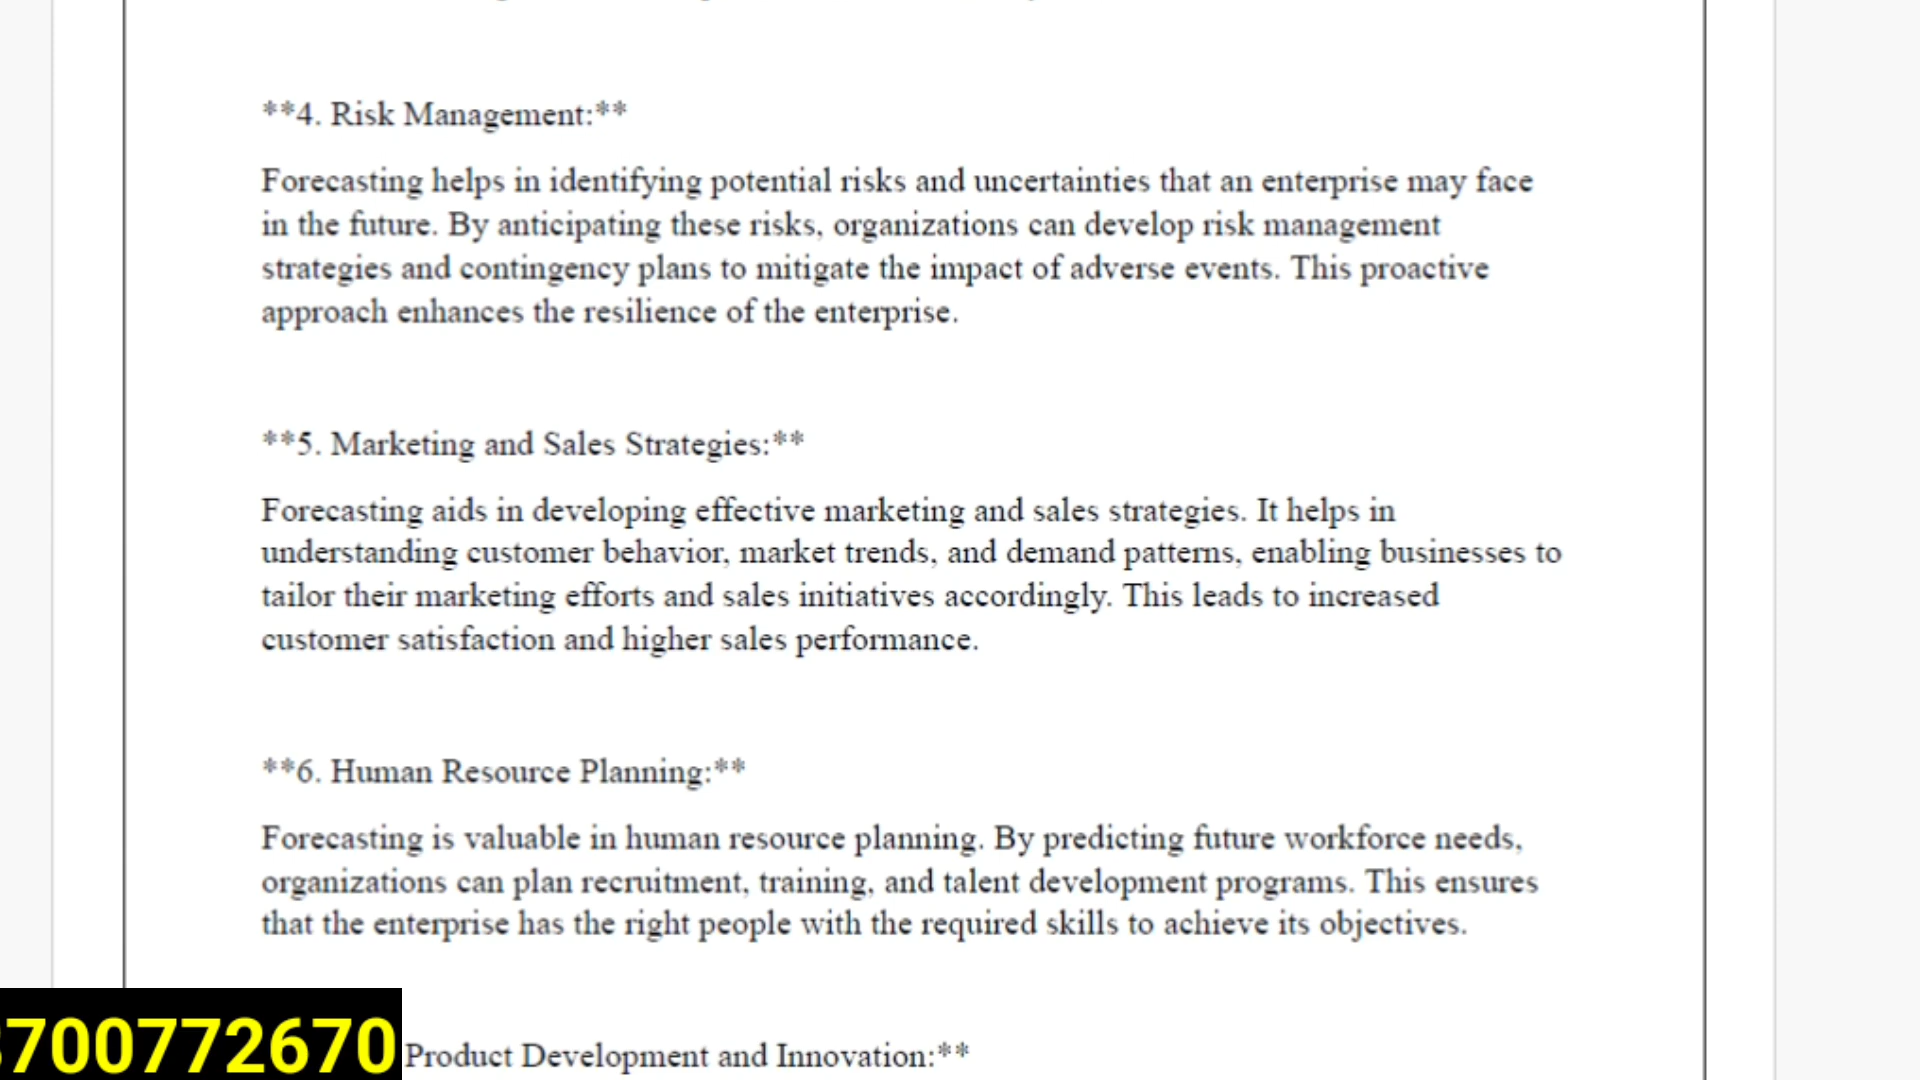 **4. Risk Management:**
Forecasting helps in identifying potential risks and uncertainties that an enterprise may face
in the future. By anticipating these risks, organizations can develop risk management
strategies and contingency plans to mitigate the impact of adverse events. This proactive
approach enhances the resilience of the enterprise.
**5. Marketing and Sales Strategies:**
Forecasting aids in developing effective marketing and sales strategies. It helps in
understanding customer behavior, market trends, and demand patterns, enabling businesses to
tailor their marketing efforts and sales initiatives accordingly. This leads to increased
customer satisfaction and higher sales performance.
**6. Human Resource Planning:**
Forecasting is valuable in human resource planning. By predicting future workforce needs,
organizations can plan recruitment, training, and talent development programs. This ensures
that the enterprise has the right people with the required skills to achieve its objectives.
700772670
Product Development and Innovation:**